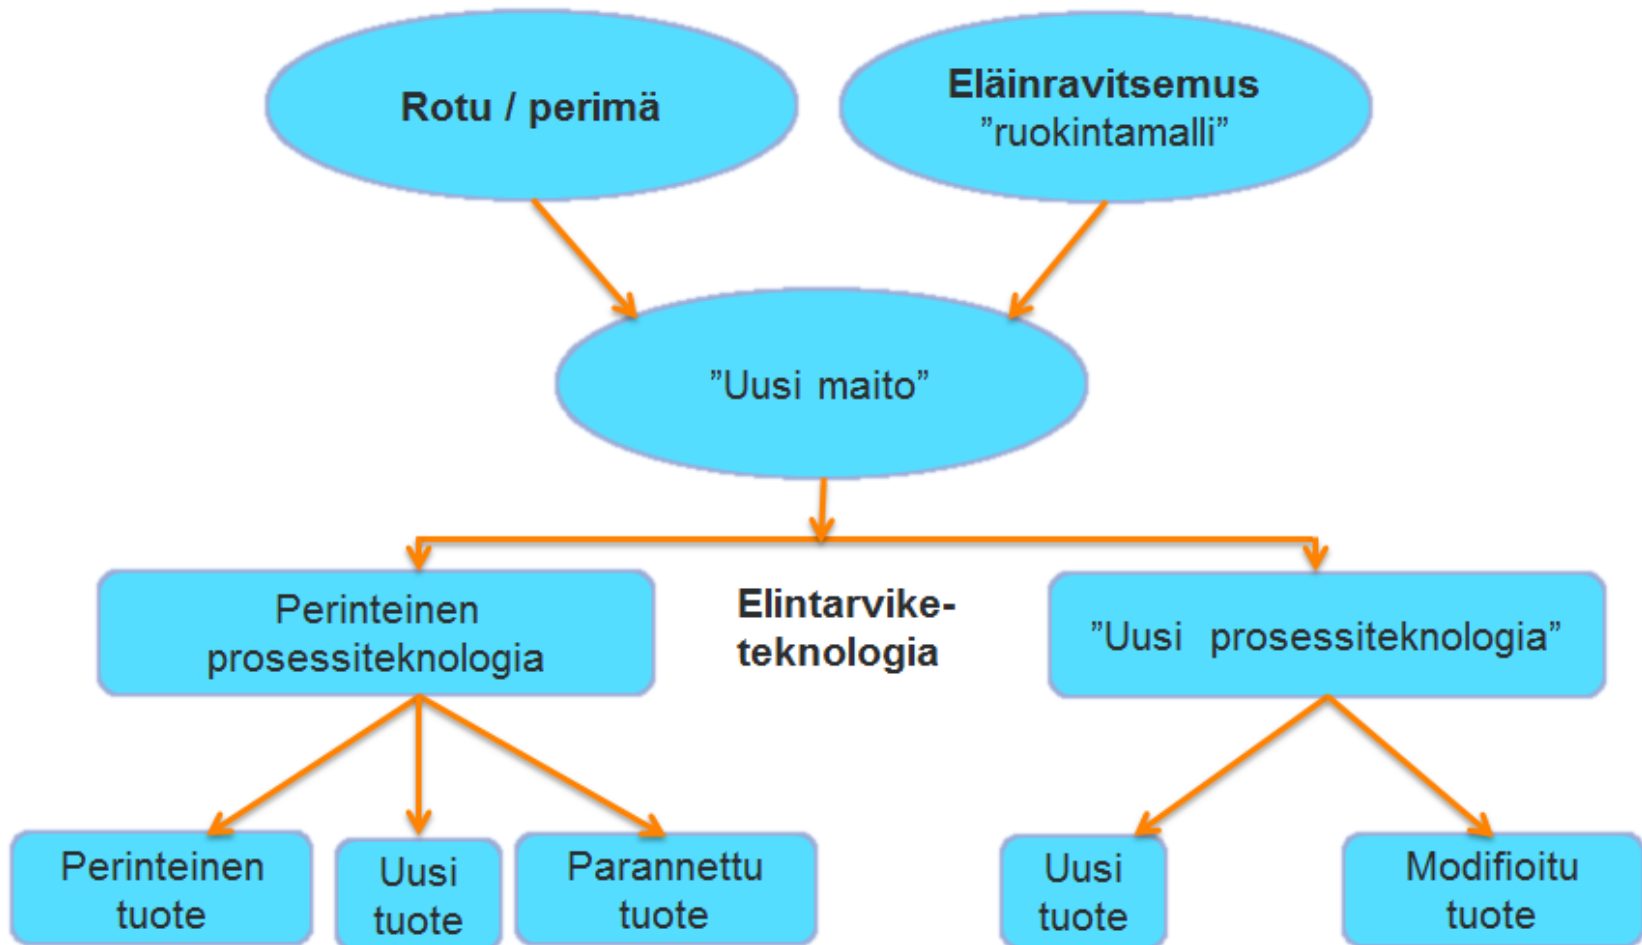 Rotu / perimä
Eläinravitsemus
”ruokintamalli”
”Uusi maito”
Perinteinen
prosessiteknologia
Elintarvike-
teknologia
”Uusi prosessiteknologia”
Perinteinen
tuote
Uusi
tuote
Parannettu
tuote
Uusi
tuote
Modifioitu
tuote